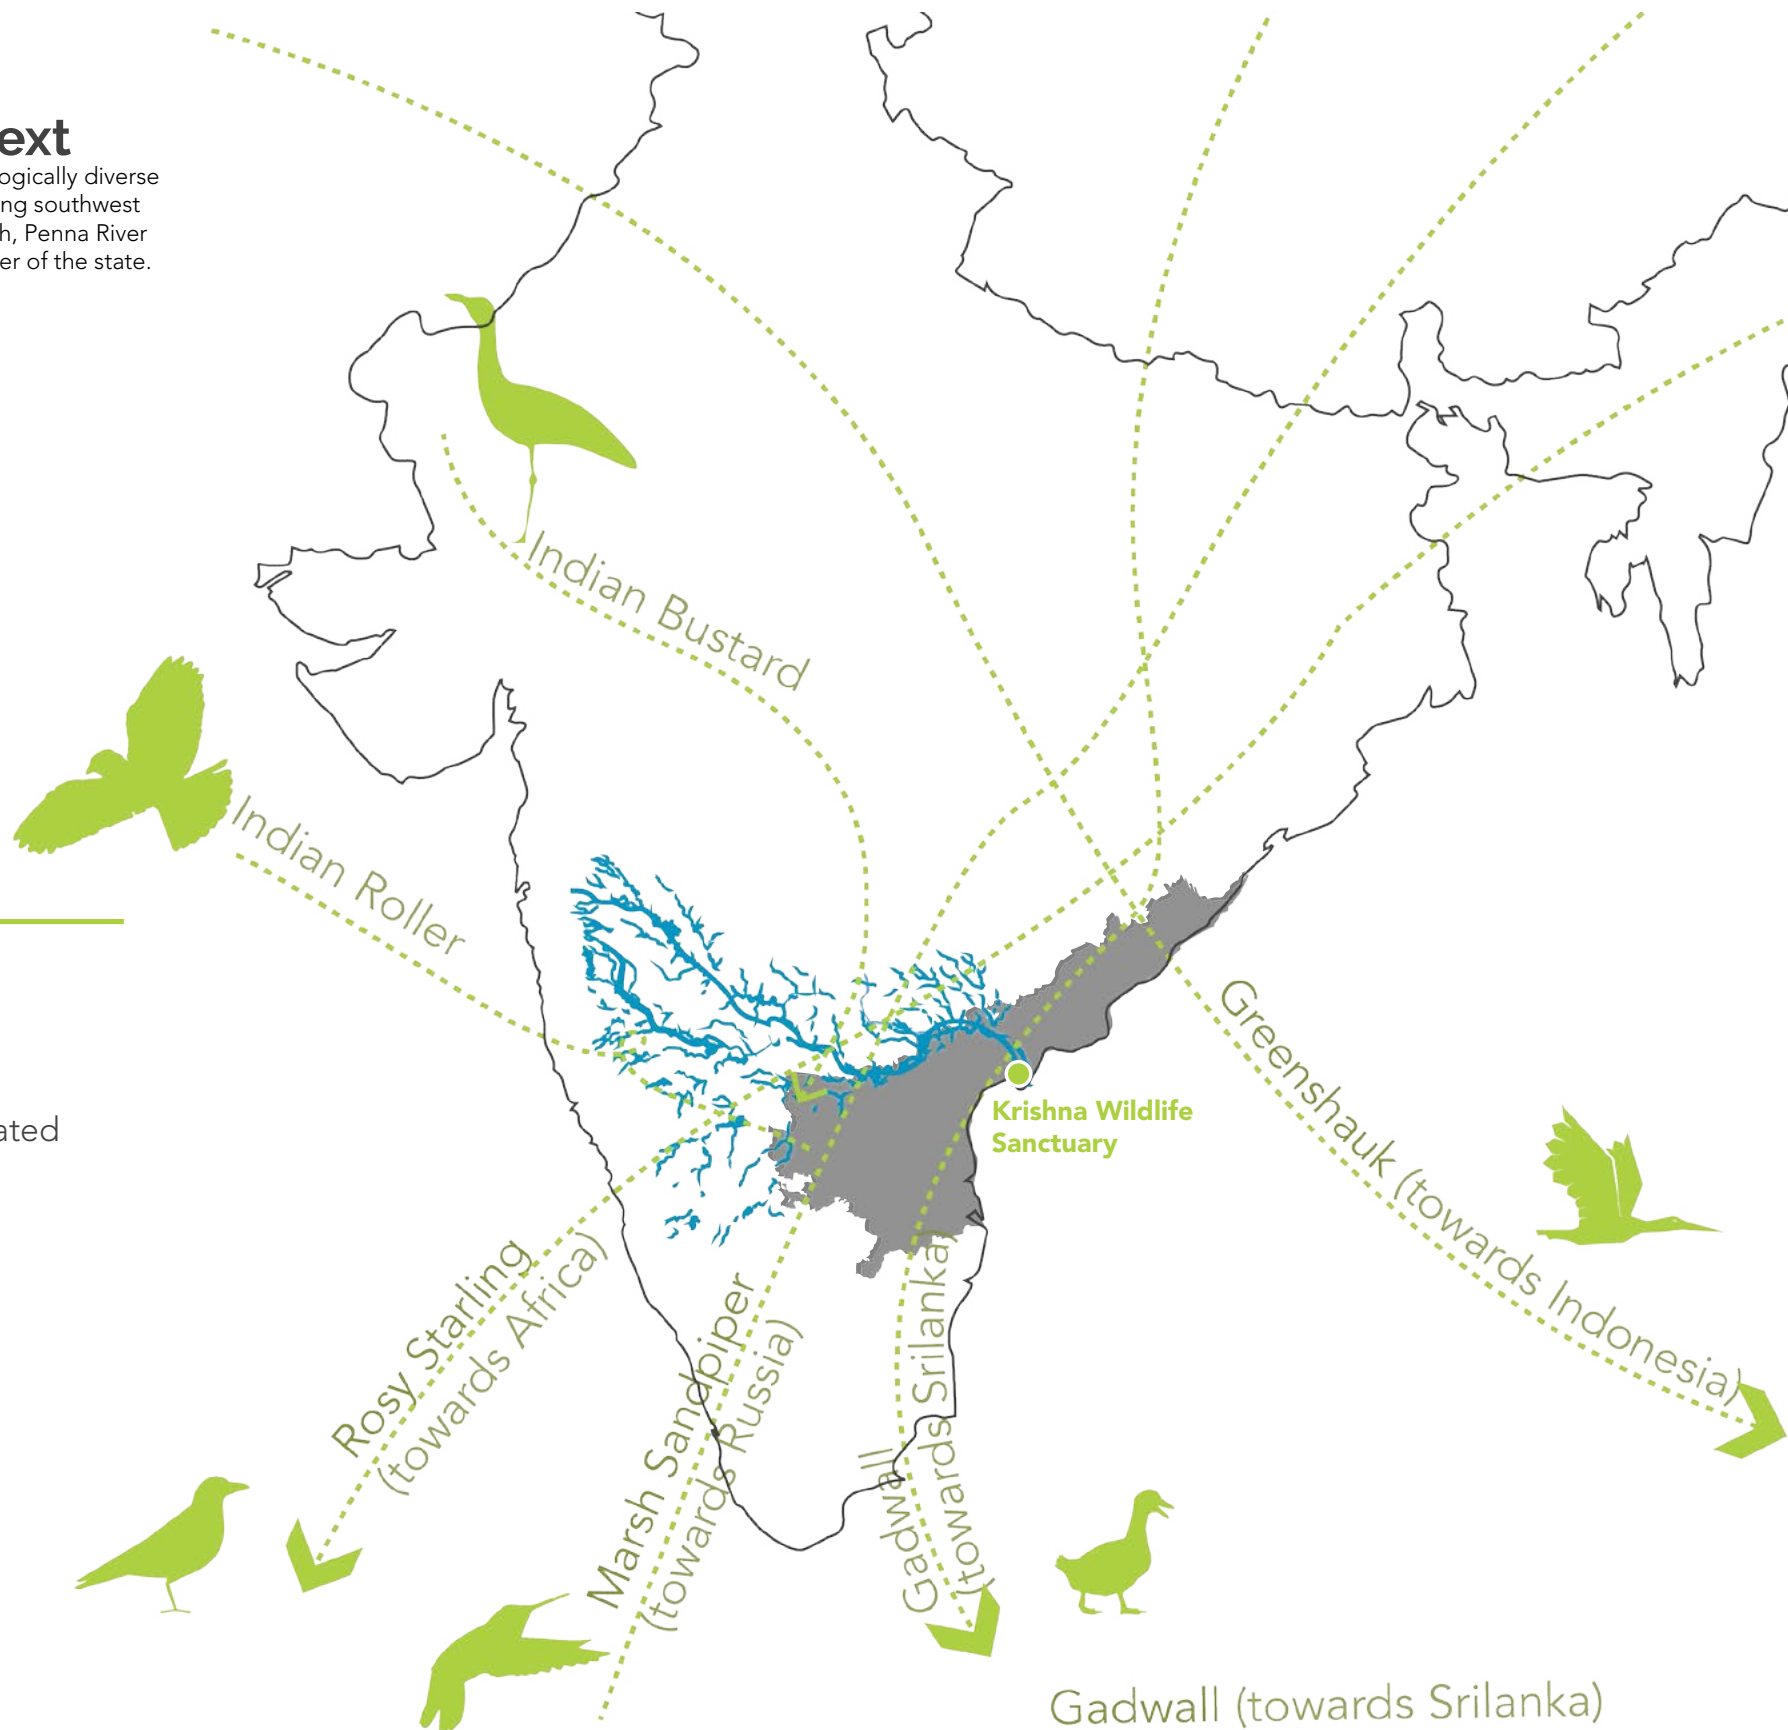 ext
ogically diverse
ng southwest
h, Penna River
er of the state.
Indian Bustard
Indian Roller
ated
Krishna Wildlife
Sanctuary
Greenshauk (towards Indonesia)
Rosy Starling
(towards Africa)
Marsh Sandpiper
(towards Russia)
Gadwall
(towards Srilanka)
Gadwall (towards Srilanka)